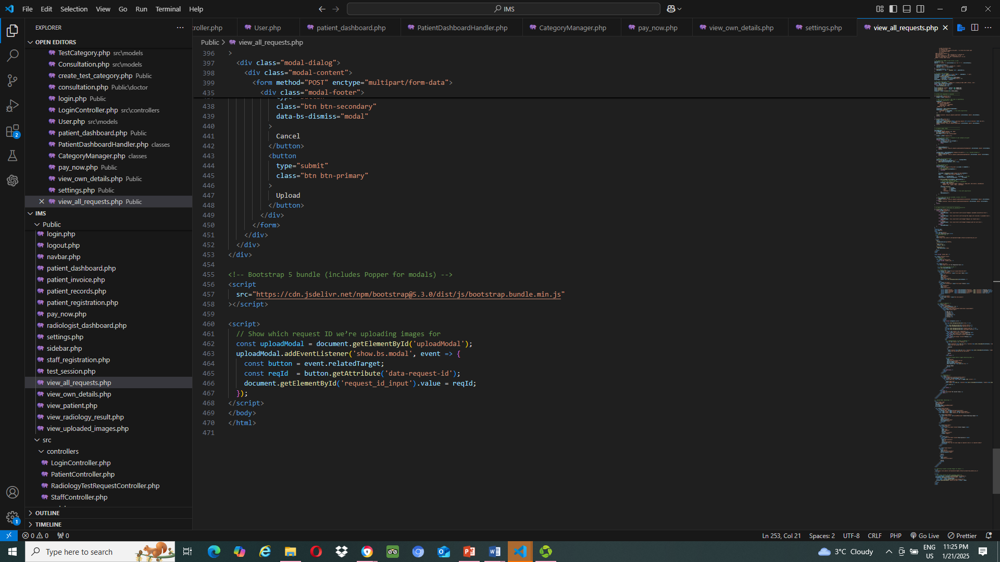 File Edit Selection View Go Run Terminal Help
IMS
EXPLORER
OPEN EDITORS
TestCategory.php src\models
Consultation.php src\models
create_test_category.php Public
consultation.php Public\doctor
login.php Public
LoginController.php src\controllers
User.php src\models
patient_dashboard.php Public
PatientDashboardHandler.php classes
CategoryManager.php classes
pay_now.php Public
view_own_details.php Public
settings.php Public
view_all_requests.php Public
IMS
Public
login.php
logout.php
navbar.php
patient_dashboard.php
patient_invoice.php
patient_records.php
patient_registration.php
pay_now.php
radiologist_dashboard.php
settings.php
sidebar.php
staff_registration.php
test_session.php
view_all_requests.php
view_own_details.php
view_patient.php
view_radiology_result.php
view_uploaded_images.php
src
controllers
LoginController.php
PatientController.php
RadiologyTestRequestController.php
StaffController.php
OUTLINE
TIMELINE
2
1
roller.php User.php patient_dashboard.php PatientDashboardHandler.php CategoryManager.php pay_now.php view_own_details.php settings.php view_all_requests.php
Public > view_all_requests.php
396 >
397 <div class="modal-dialog">
398 <div class="modal-content">
399 <form method="POST" enctype="multipart/form-data">
435 <div class="modal-footer">
438 class="btn btn-secondary"
439 data-bs-dismiss="modal"
440 >
441 Cancel
442 </button>
443 <button
444 type="submit"
445 class="btn btn-primary"
446 >
447 Upload
448 </button>
449 </div>
450 </form>
451 </div>
452 </div>
453 </div>
454
455 <!-- Bootstrap 5 bundle (includes Popper for modals) -->
456 <script
457 src="https://cdn.jsdelivr.net/npm/bootstrap@5.3.0/dist/js/bootstrap.bundle.min.js"
458 ></script>
459
460 <script>
461 // Show which request ID we’re uploading images for
462 const uploadModal = document.getElementById('uploadModal');
463 uploadModal.addEventListener('show.bs.modal', event => {
464 const button = event.relatedTarget;
465 const reqId  = button.getAttribute('data-request-id');
466 document.getElementById('request_id_input').value = reqId;
467 });
468 </script>
469 </body>
470 </html>
471
0 0 0
Ln 253, Col 21 Spaces: 2 UTF-8 CRLF PHP Go Live Prettier
Type here to search
3°C Cloudy
ENG
US
11:25 PM
1/21/2025